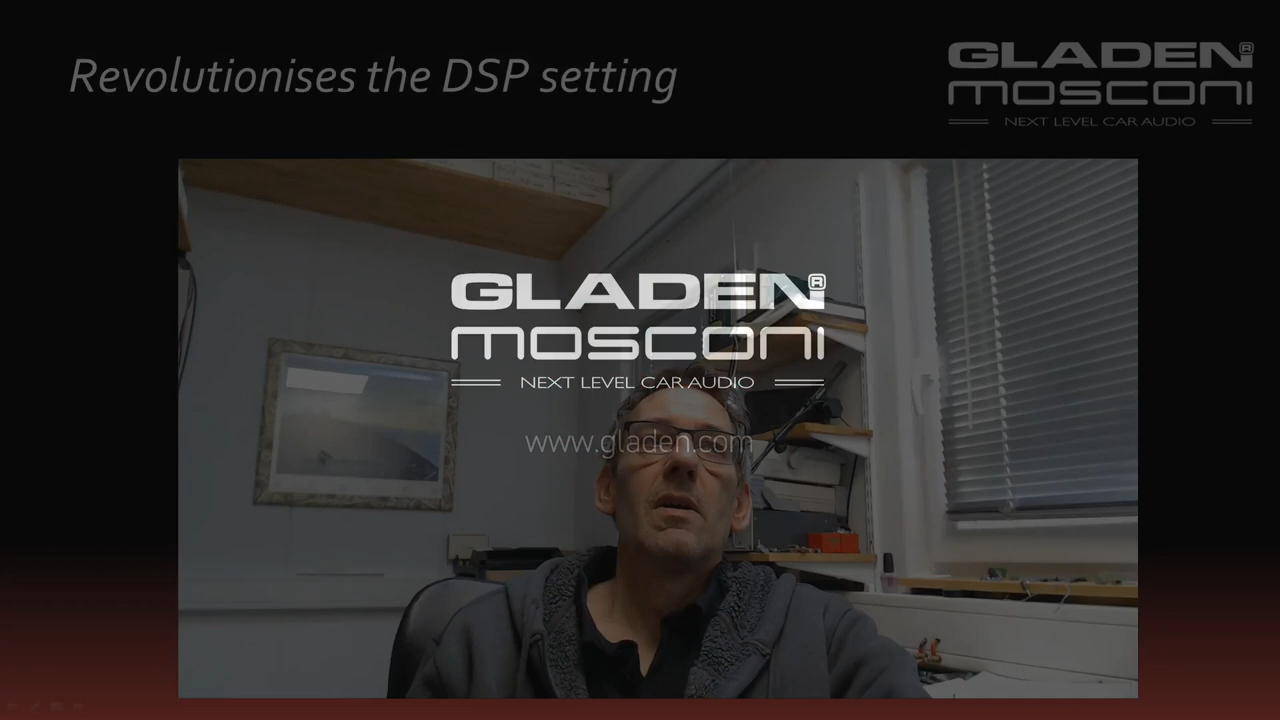 Revolutionises the DSP setting
GLADEN R
MOSCONI
NEXT LEVEL CAR AUDIO
GLADEN R
MOSCONI
NEXT LEVEL CAR AUDIO
www.gladen.com